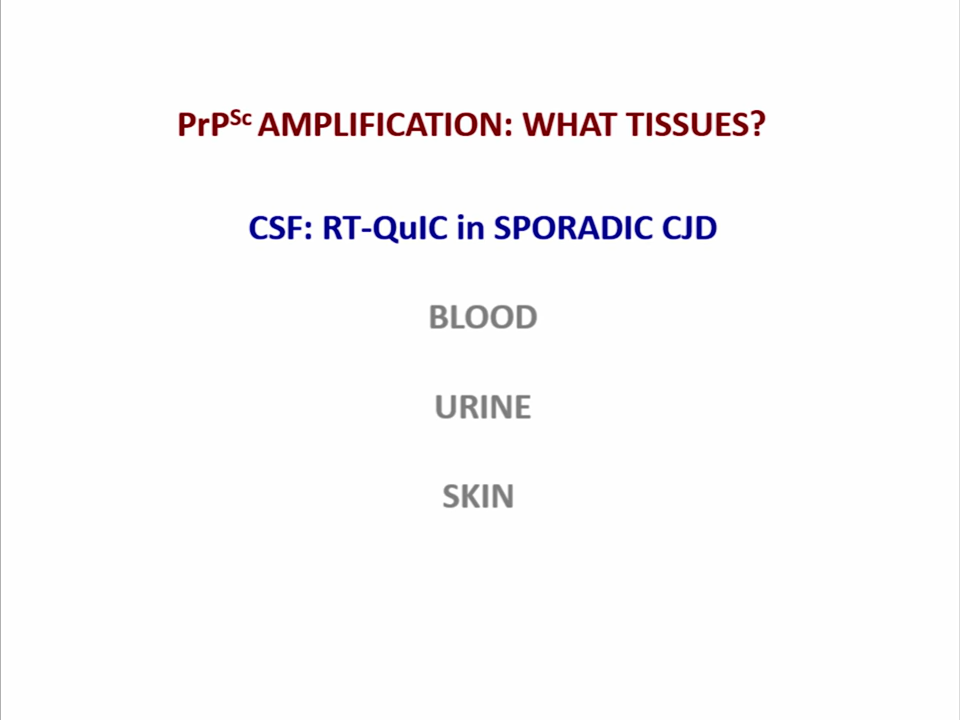 PrPSc AMPLIFICATION: WHAT TISSUES?
CSF: RT-QuIC in SPORADIC CJD
BLOOD
URINE
SKIN